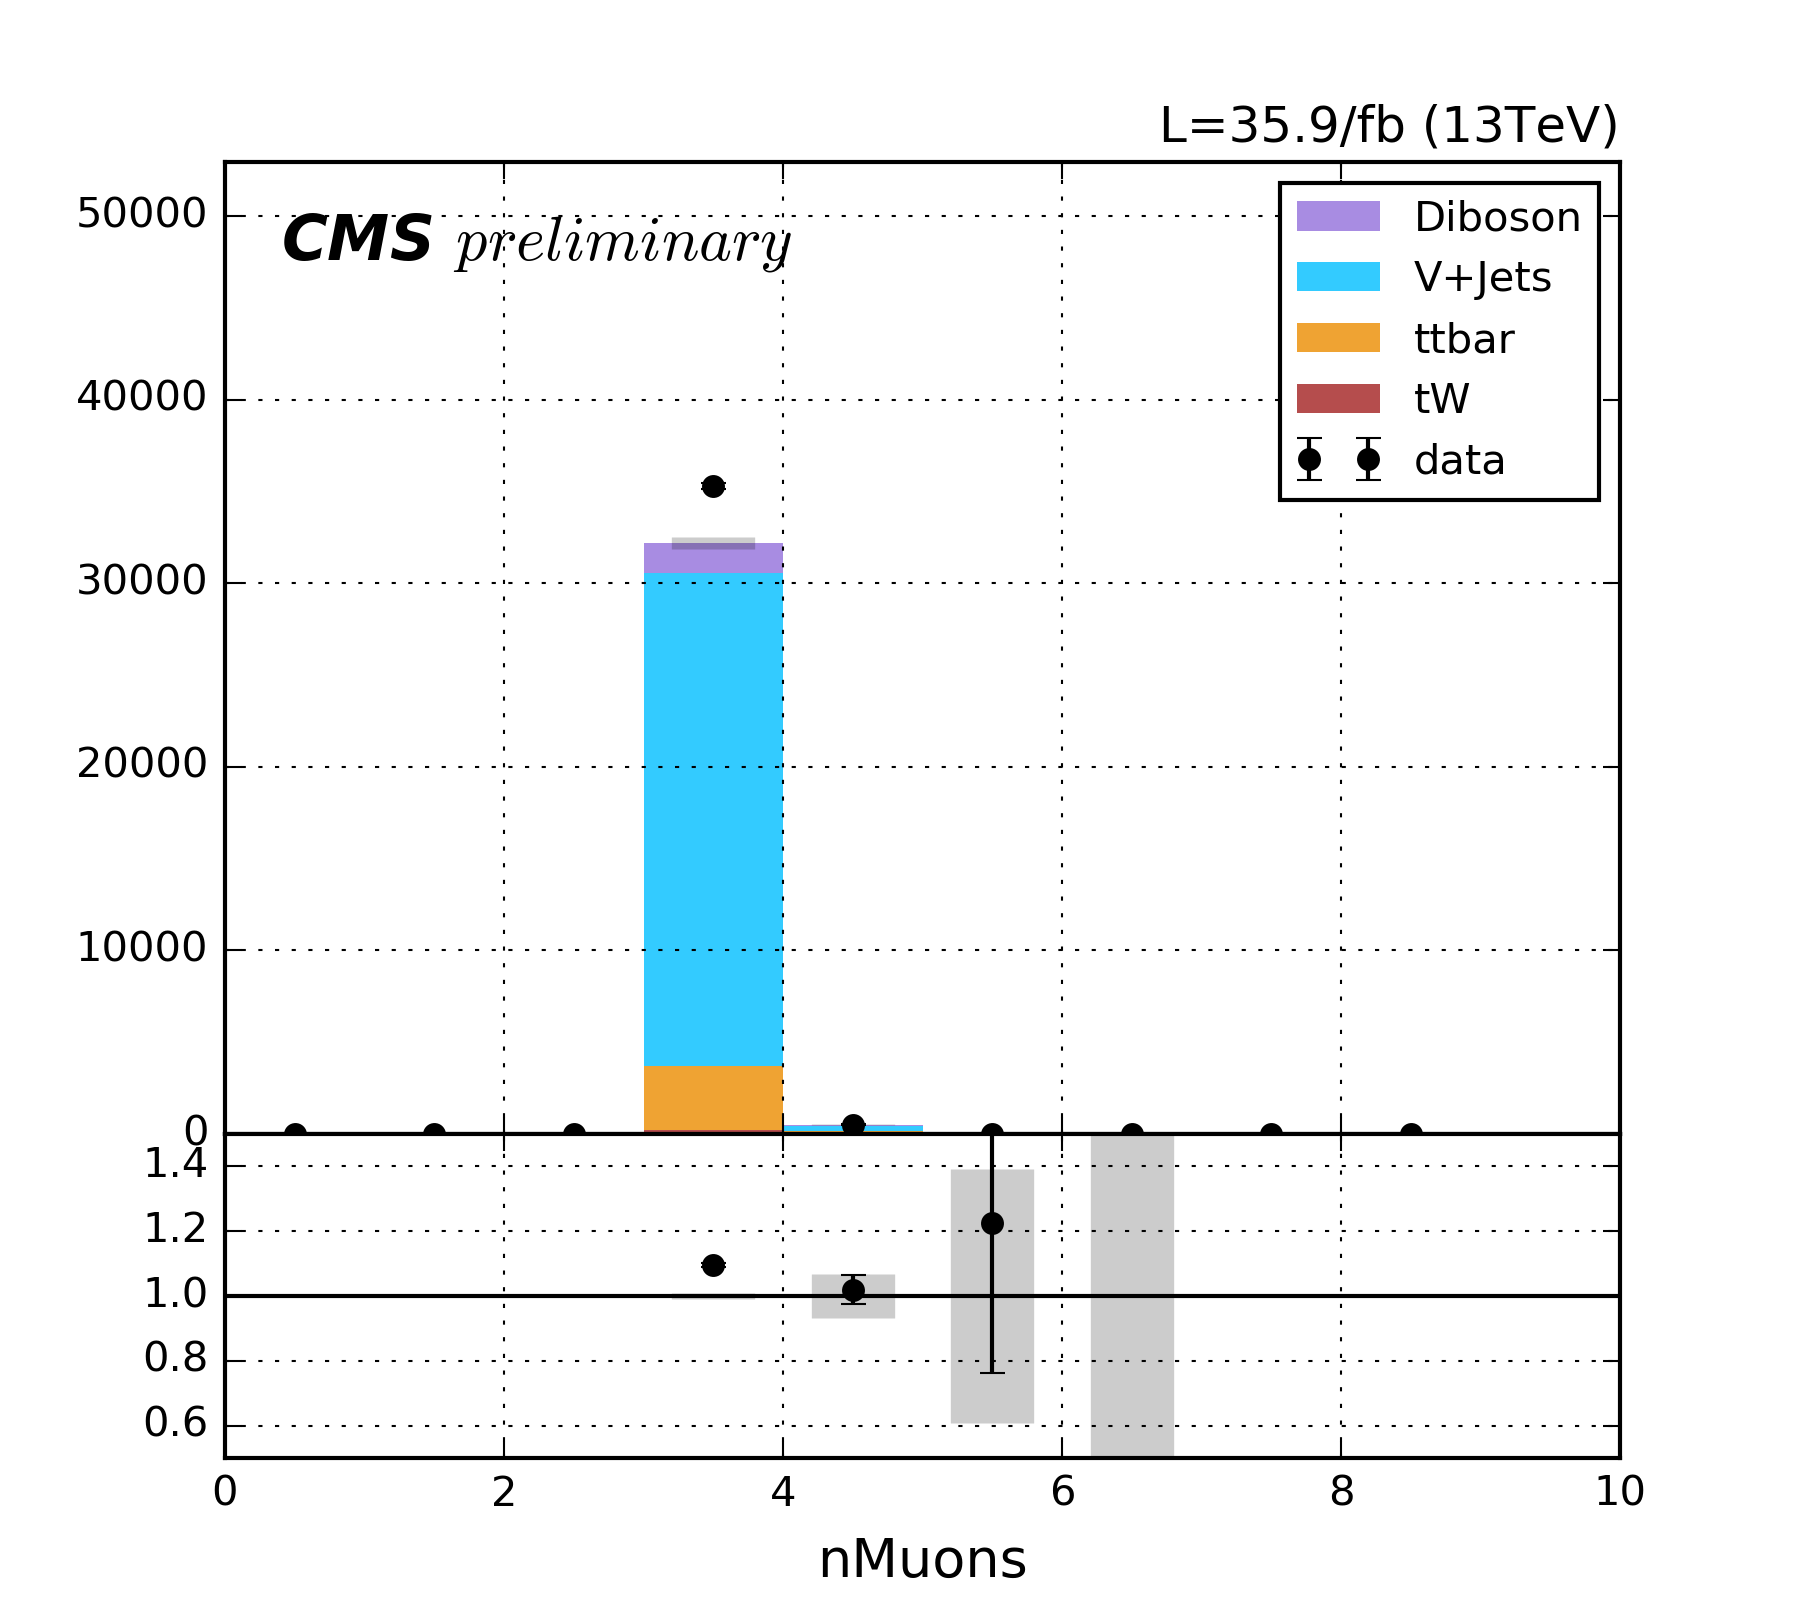 L=35.9/fb (13TeV)
CMS preliminary
Diboson
V+Jets
ttbar
tW
data
50000
40000
30000
20000
10000
0
1.4
1.2
1.0
0.8
0.6
0 2 4 6 8 10
nMuons